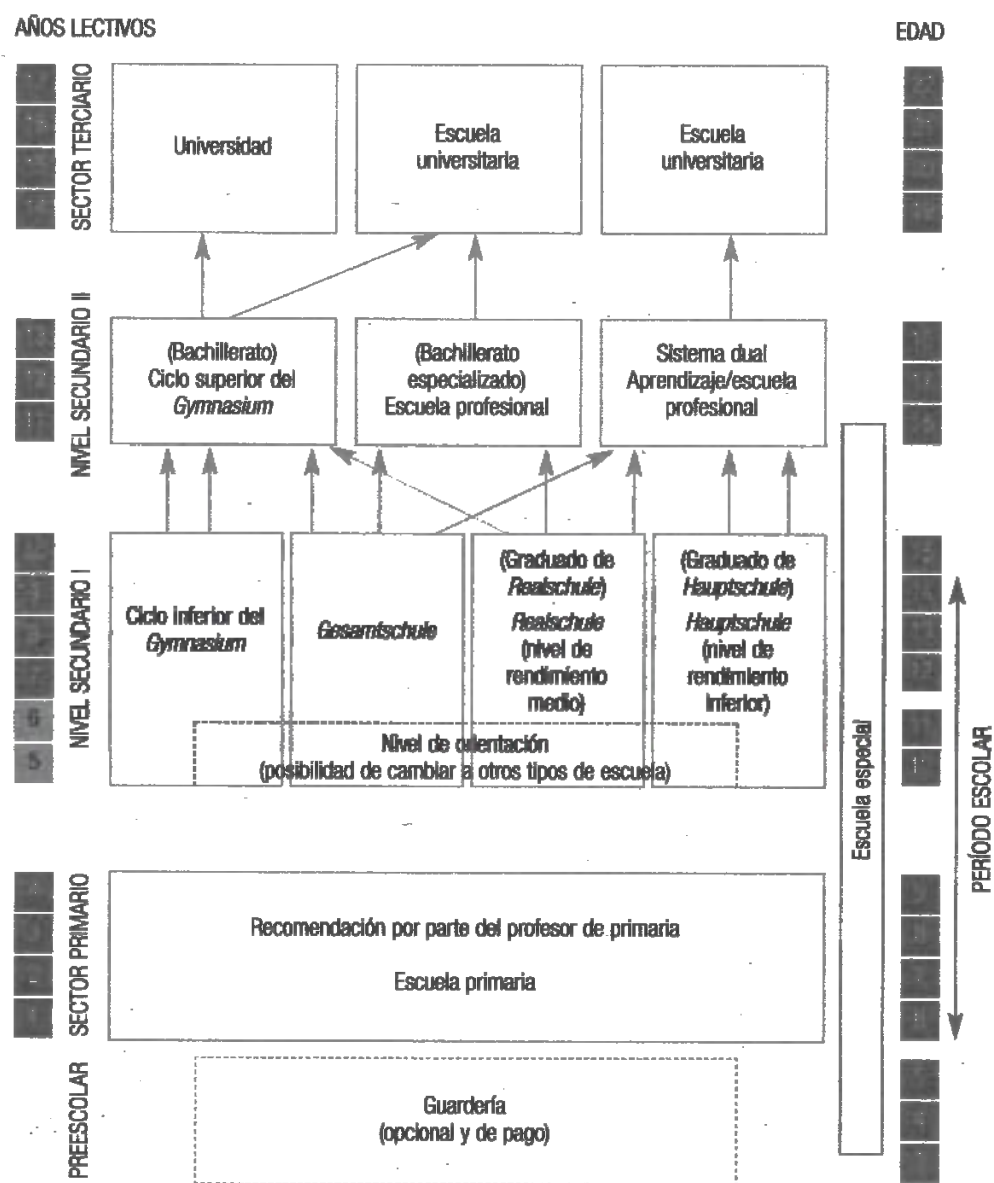 AÑOS LECTIVOS
EDAD
SECTOR TERCIARIO
Universidad
Escuela
universitaria
Escuela
universitaria
NIVEL SECUNDARIO II
(Bachillerato)
Ciclo superior del
Gymnasium
(Bachillerato
especializado)
Escuela profesional
Sistema dual
Aprendizaje/escuela
profesional
NIVEL SECUNDARIO I
6
5
Ciclo inferior del
Gymnasium
Gesamtschule
(Graduado de
Realschule)
Realschule
(nivel de
rendimiento
medio)
(Graduado de
Hauptschule)
Hauptschule
(nivel de
rendimiento
inferior)
Nivel de orientación
(posibilidad de cambiar a otros tipos de escuela)
Escuela especial
PERÍODO ESCOLAR
SECTOR PRIMARIO
Recomendación por parte del profesor de primaria
Escuela primaria
PREESCOLAR
Guardería
(opcional y de pago)